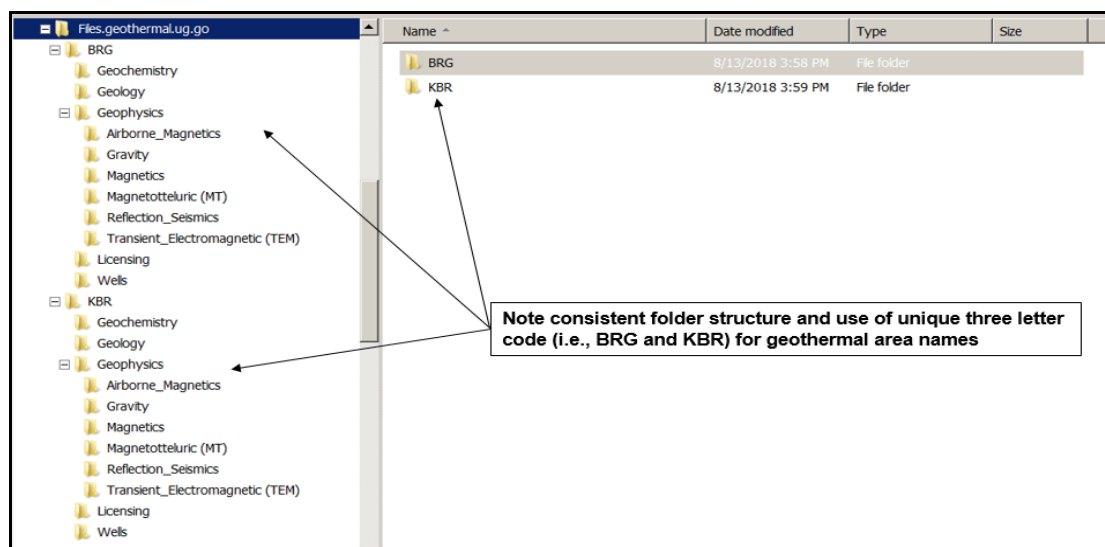 Files.geothermal.ug.go
BRG
Geochemistry
Geology
Geophysics
Airborne_Magnetics
Gravity
Magnetics
Magnetotteluric (MT)
Reflection_Seismics
Transient_Electromagnetic (TEM)
Licensing
Wells
KBR
Geochemistry
Geology
Geophysics
Airborne_Magnetics
Gravity
Magnetics
Magnetotteluric (MT)
Reflection_Seismics
Transient_Electromagnetic (TEM)
Licensing
Wells
Name Date modified Type Size
BRG 8/13/2018 3:58 PM File folder
KBR 8/13/2018 3:59 PM File folder
Note consistent folder structure and use of unique three letter
code (i.e., BRG and KBR) for geothermal area names